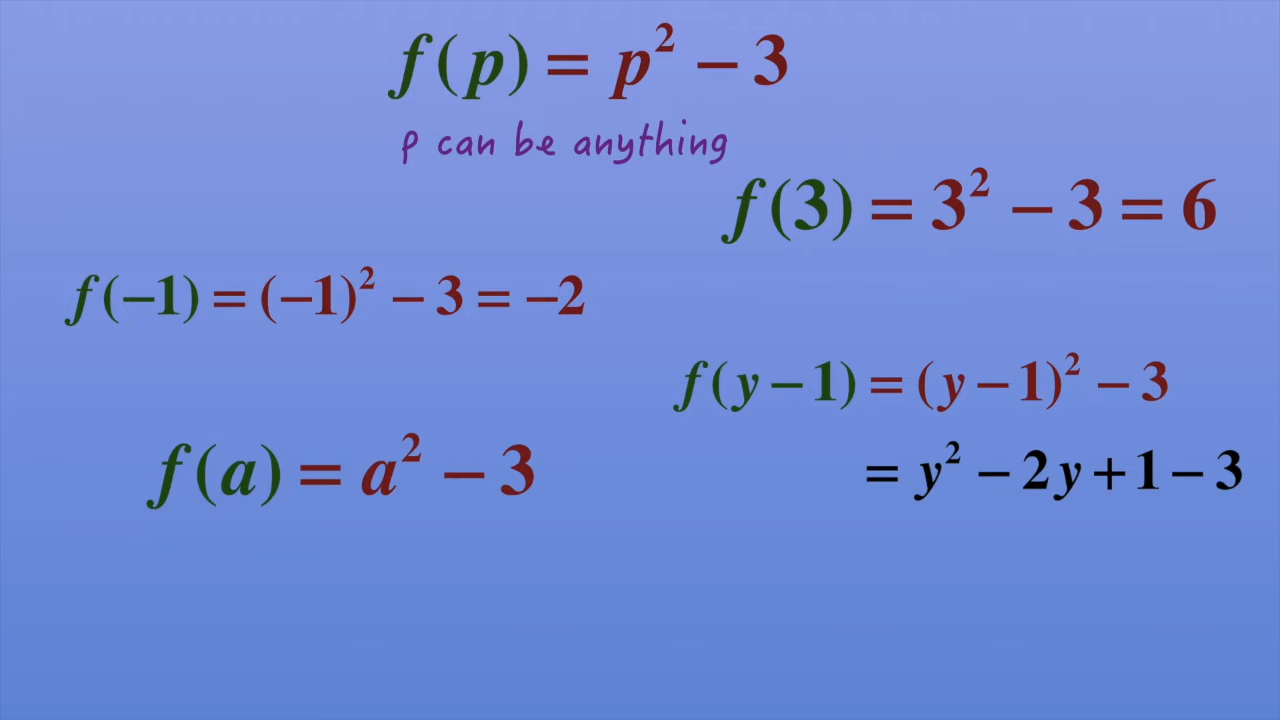 f(p) = p² − 3
p can be anything
f(3) = 3² − 3 = 6
f(−1) = (−1)² − 3 = −2
f(y − 1) = (y − 1)² − 3
f(a) = a² − 3
= y² − 2y + 1 − 3